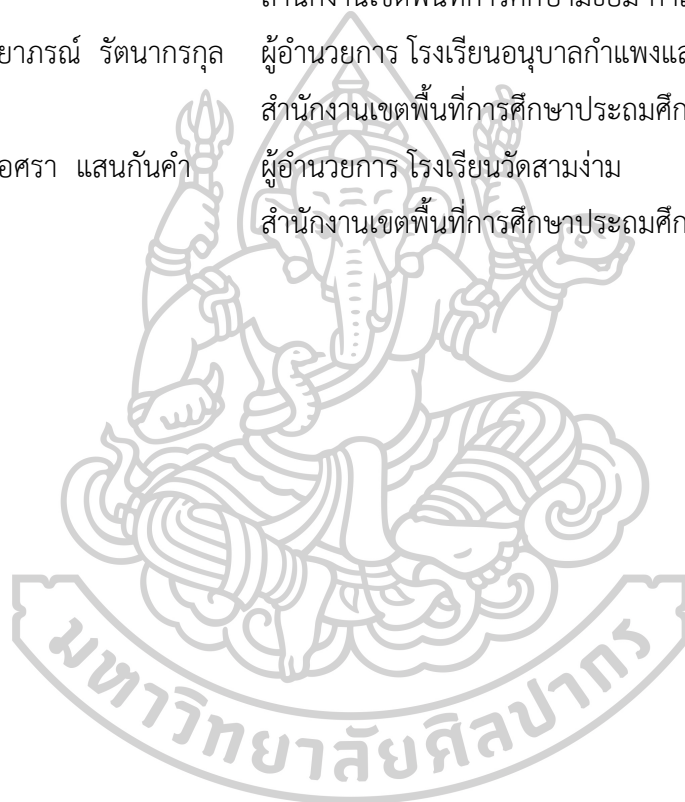 ยาภรณ์ รัตนากรกุล ผู้อำนวยการ โรงเรียนอนุบาลกำแพงแส
สำนักงานเขตพื้นที่การศึกษาประถมศึก
อศรา แสนกันคำ ผู้อำนวยการ โรงเรียนวัดสามง่าม
สำนักงานเขตพื้นที่การศึกษาประถมศึก
มหาวิทยาลัยศิลปากร